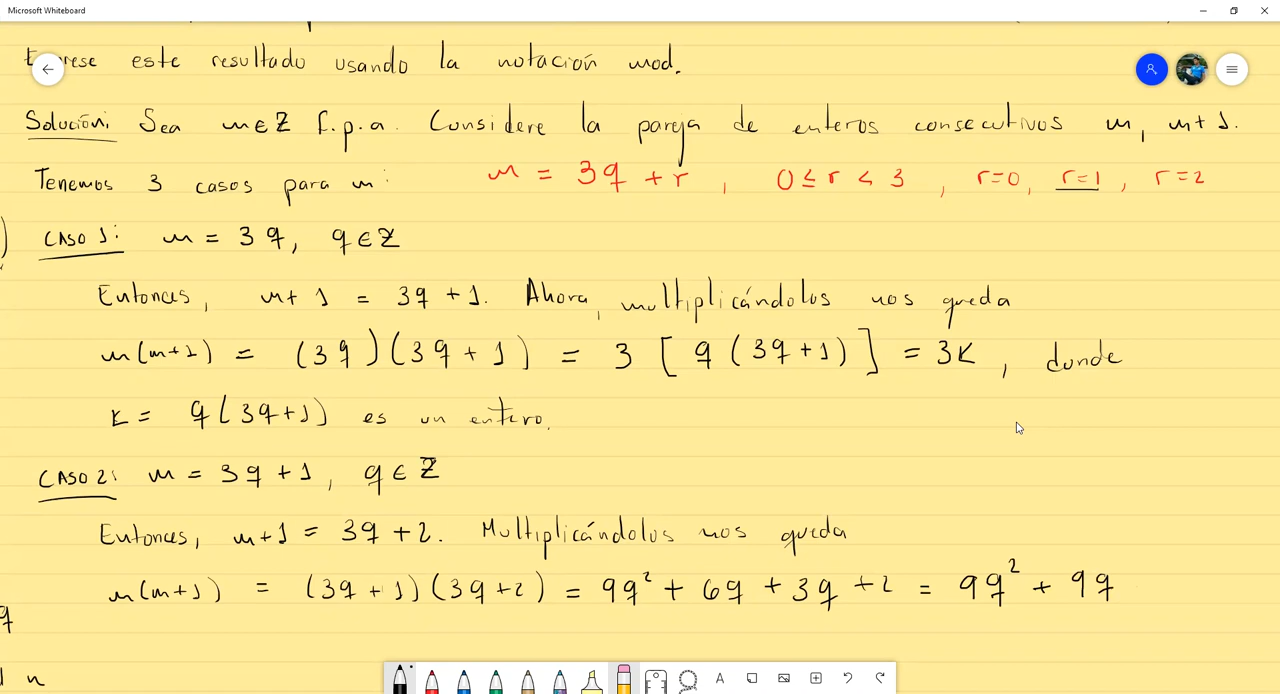 Microsoft Whiteboard
este resultado usando la notación mod.
Solución: Sea m∈Z f.p.a. Considere la pareja de enteros consecutivos m, m+1.
Tenemos 3 casos para m: m = 3q + r, 0 ≤ r < 3, r=0, r=1, r=2
CASO 1: m = 3q, q∈Z
Entonces, m+1 = 3q+1. Ahora, multiplicándolos nos queda
m(m+1) = (3q)(3q+1) = 3[q(3q+1)] = 3K, donde
K = q(3q+1) es un entero.
CASO 2: m = 3q+1, q∈Z
Entonces, m+1 = 3q+2. Multiplicándolos nos queda
m(m+1) = (3q+1)(3q+2) = 9q² + 6q + 3q + 2 = 9q² + 9q